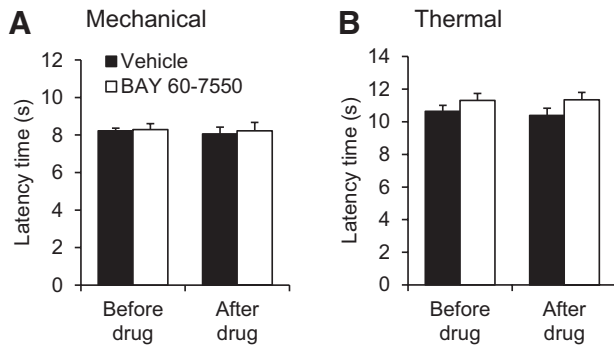 A Mechanical
Latency time (s)
12
10
8
6
4
2
0
Vehicle
BAY 60-7550
Before drug
After drug
B Thermal
Latency time (s)
14
12
10
8
6
4
2
0
Before drug
After drug